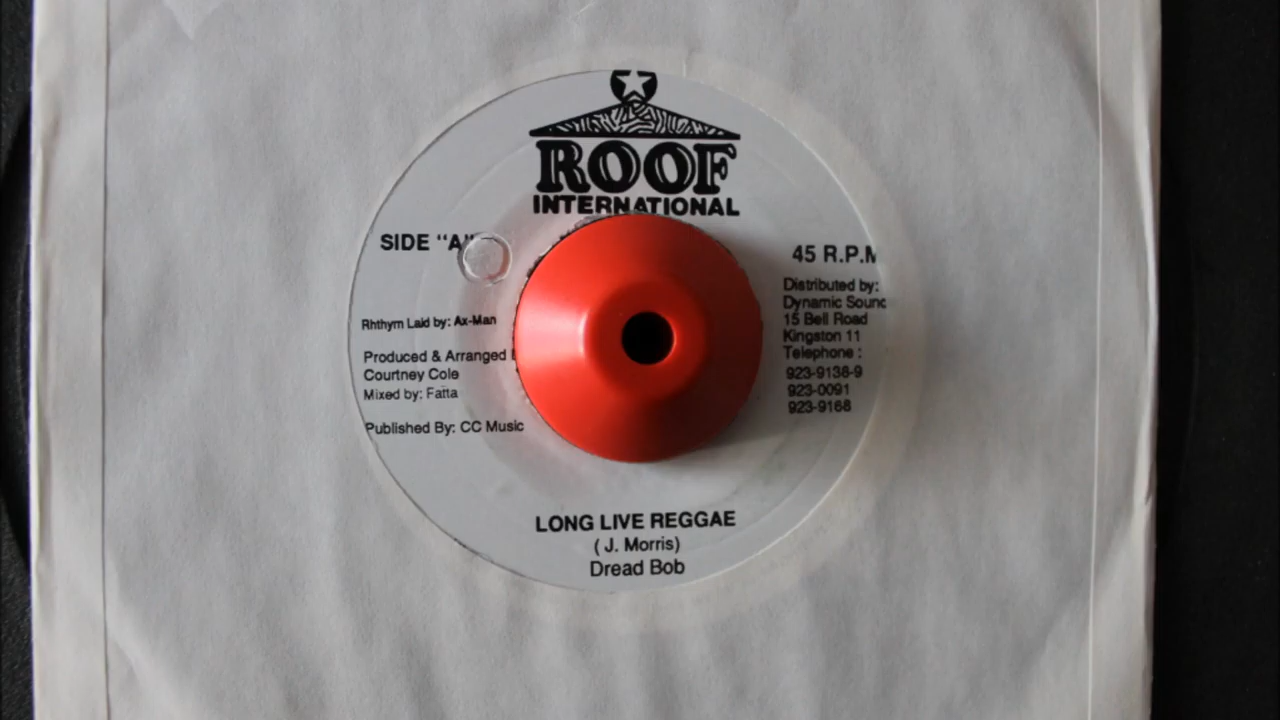 ROOF
INTERNATIONAL
SIDE "A"
Rhthym Laid by: Ax-Man
Produced & Arranged
Courtney Cole
Mixed by: Fatta
Published By: CC Music
45 R.P.M
Distributed by:
Dynamic Sound
15 Bell Road
Kingston 11
Telephone :
923-9138-9
923-0091
923-9168
LONG LIVE REGGAE
( J. Morris)
Dread Bob